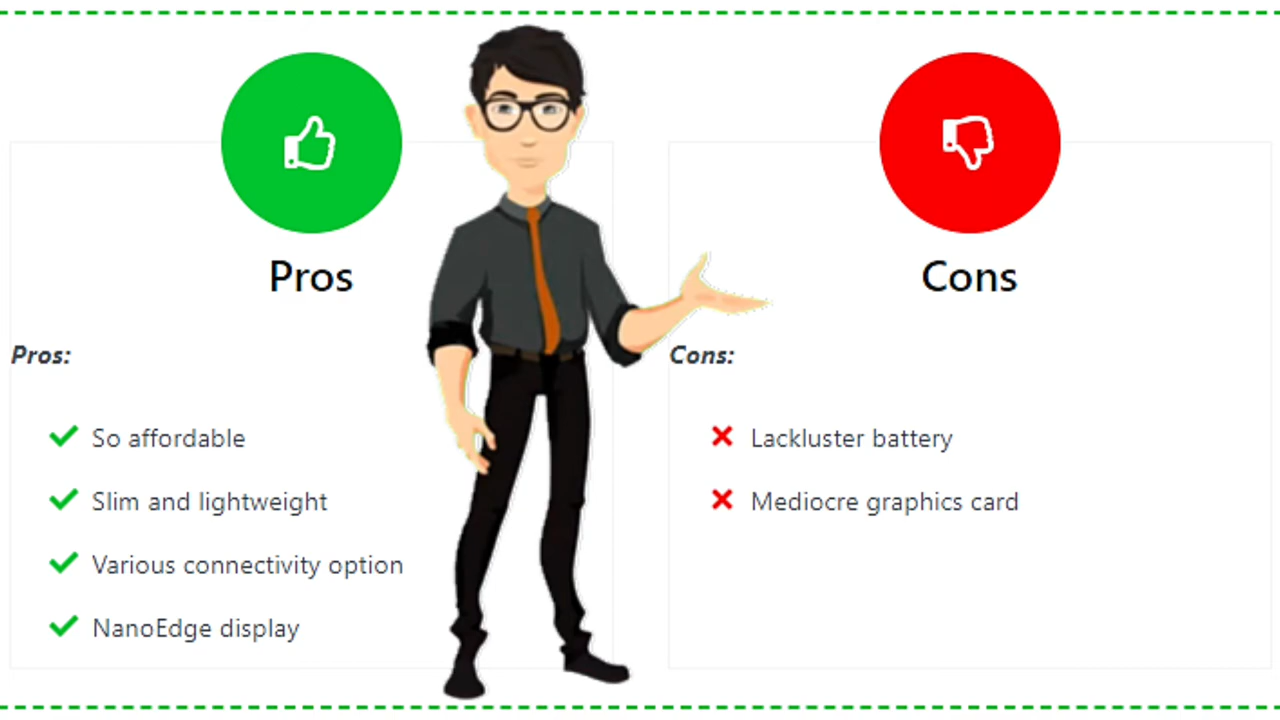 Pros
Pros:
So affordable
Slim and lightweight
Various connectivity option
NanoEdge display
Cons
Cons:
Lackluster battery
Mediocre graphics card